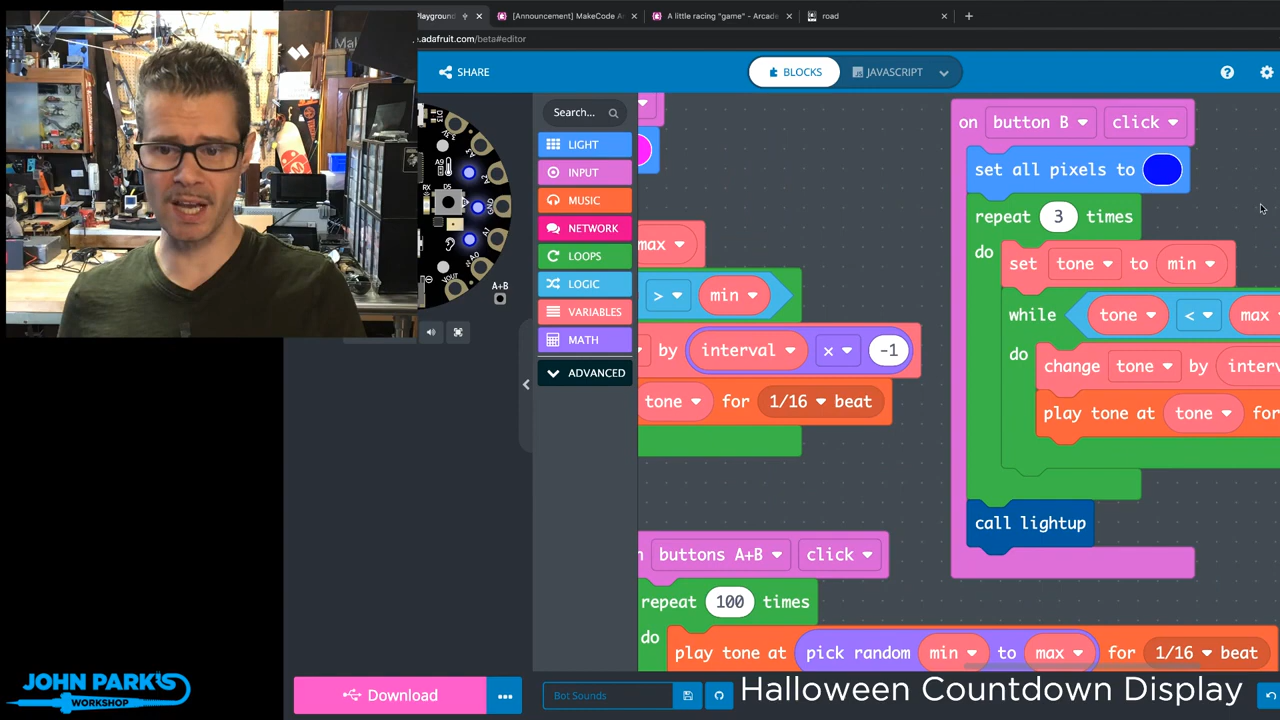 Playground
[Announcement] MakeCode Ar
A little racing "game" - Arcade
road
e.adafruit.com/beta#editor
SHARE
BLOCKS
JAVASCRIPT
Search...
LIGHT
INPUT
MUSIC
NETWORK
LOOPS
LOGIC
VARIABLES
MATH
ADVANCED
A+B
max
> min
by interval × -1
tone for 1/16 beat
buttons A+B click
repeat 100 times
do play tone at pick random min to max for 1/16 beat
on button B click
set all pixels to
repeat 3 times
do
set tone to min
while tone < max
do change tone by interv
play tone at tone for
call lightup
Download
...
Bot Sounds
Halloween Countdown Display
JOHN PARK'S
WORKSHOP